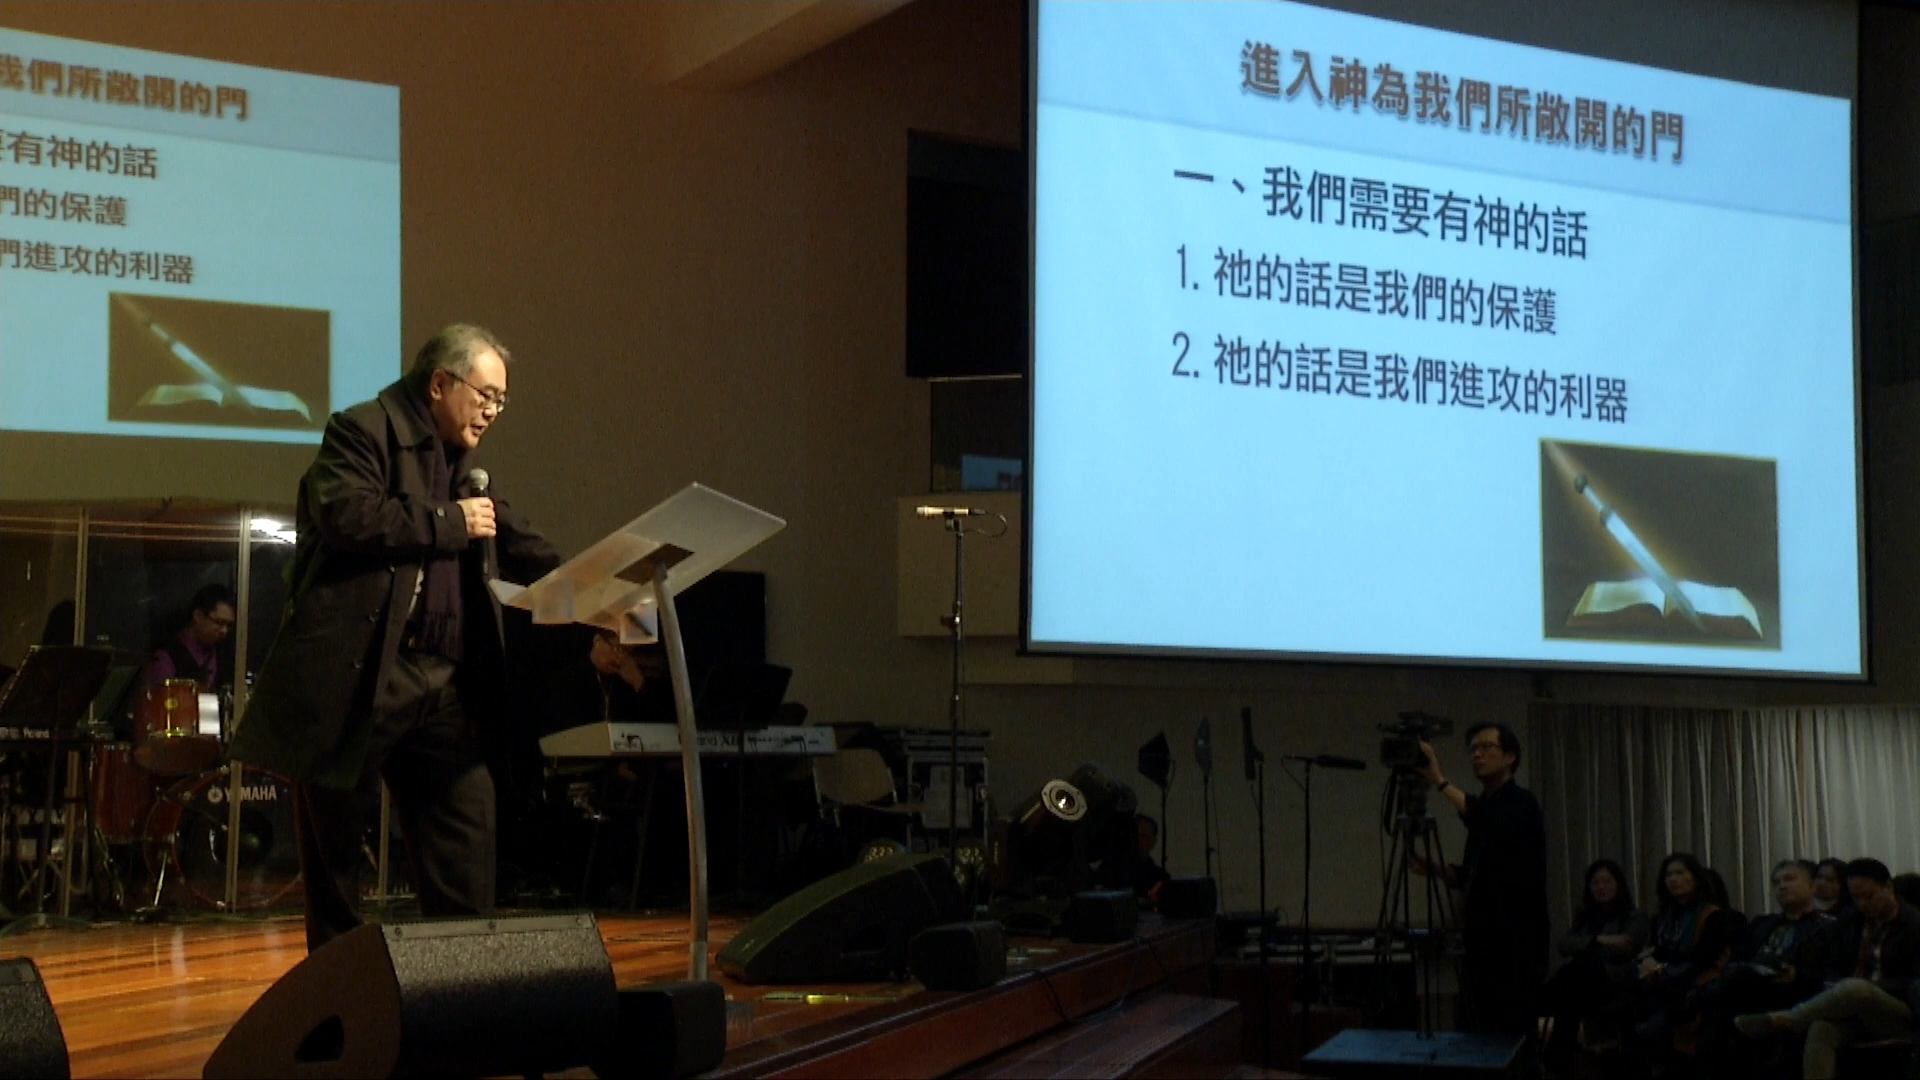 我們所敞開的門
要有神的話
們的保護
們進攻的利器
進入神為我們所敞開的門
一、我們需要有神的話
1. 祂的話是我們的保護
2. 祂的話是我們進攻的利器
YAMAHA